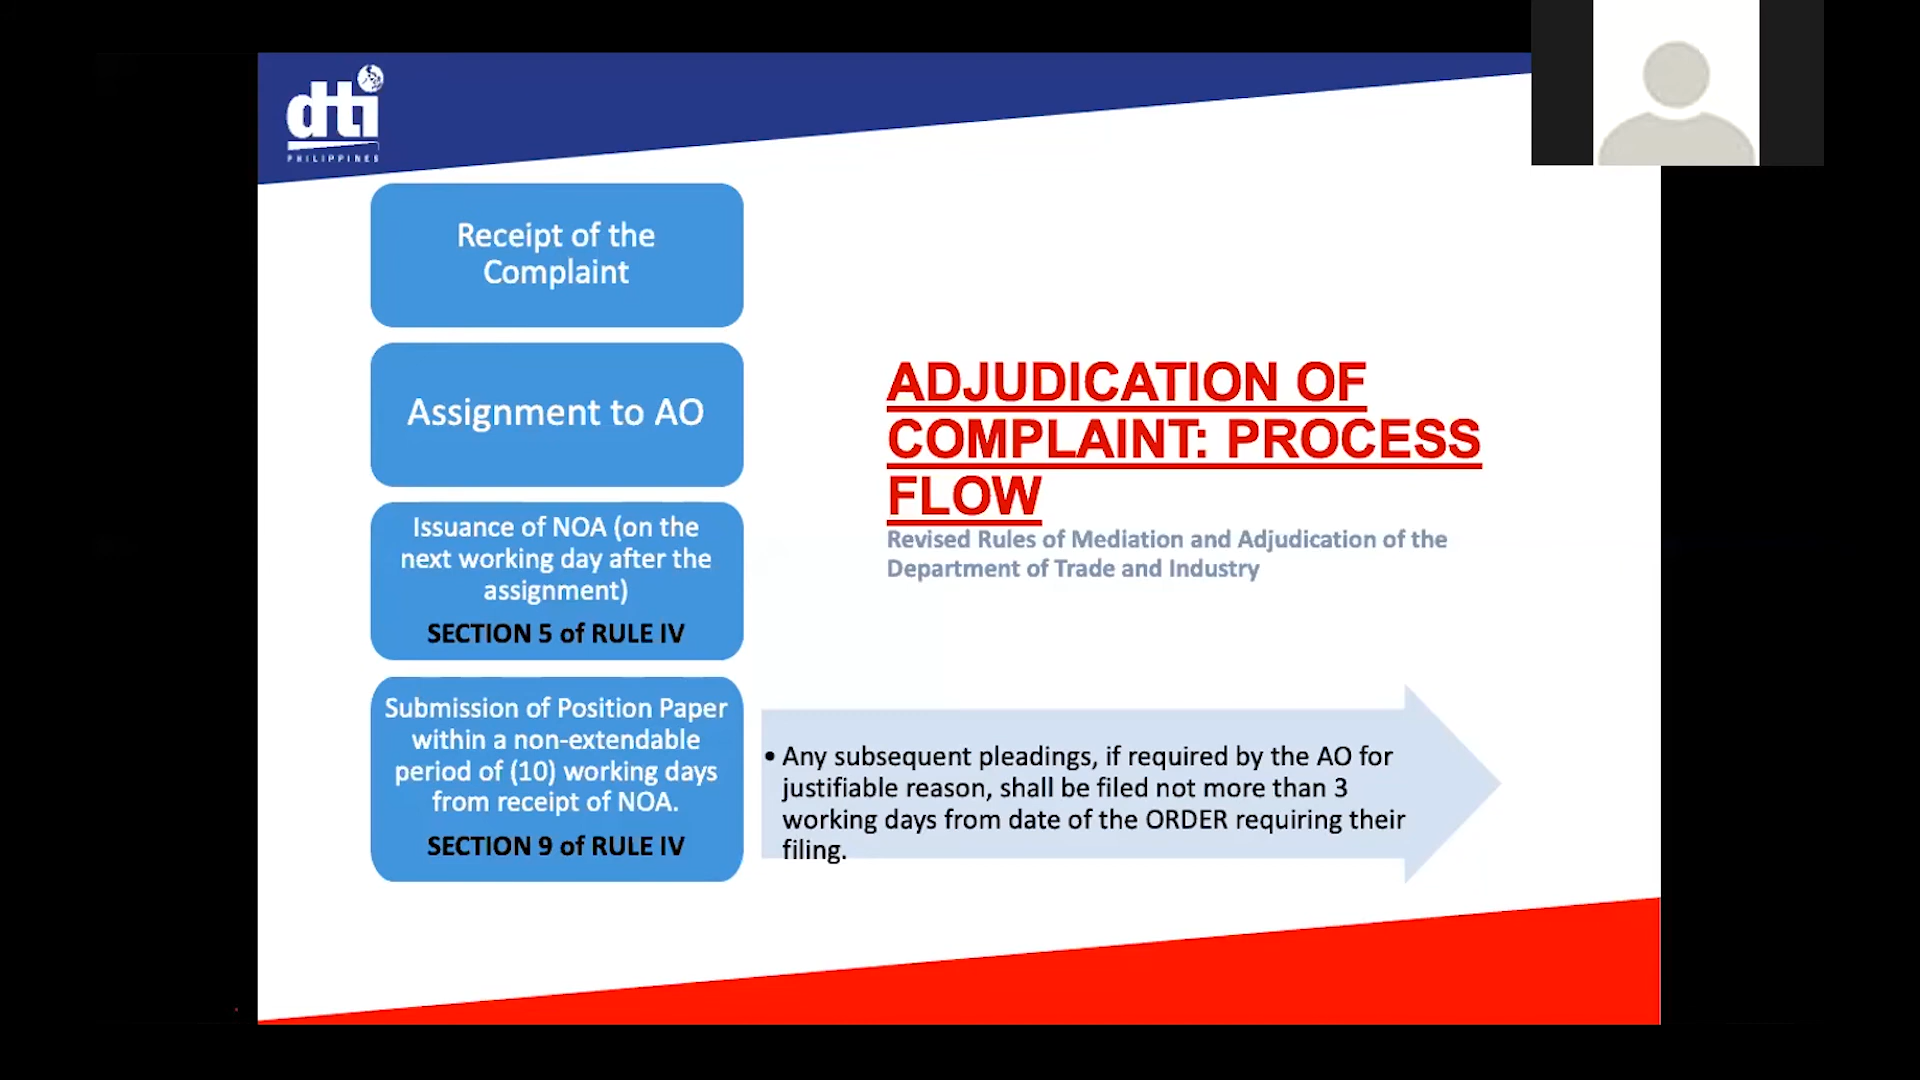 dti
PHILIPPINES
Receipt of the
Complaint
Assignment to AO
Issuance of NOA (on the
next working day after the
assignment)
SECTION 5 of RULE IV
Submission of Position Paper
within a non-extendable
period of (10) working days
from receipt of NOA.
SECTION 9 of RULE IV
ADJUDICATION OF
COMPLAINT: PROCESS
FLOW
Revised Rules of Mediation and Adjudication of the
Department of Trade and Industry
• Any subsequent pleadings, if required by the AO for
justifiable reason, shall be filed not more than 3
working days from date of the ORDER requiring their
filing.